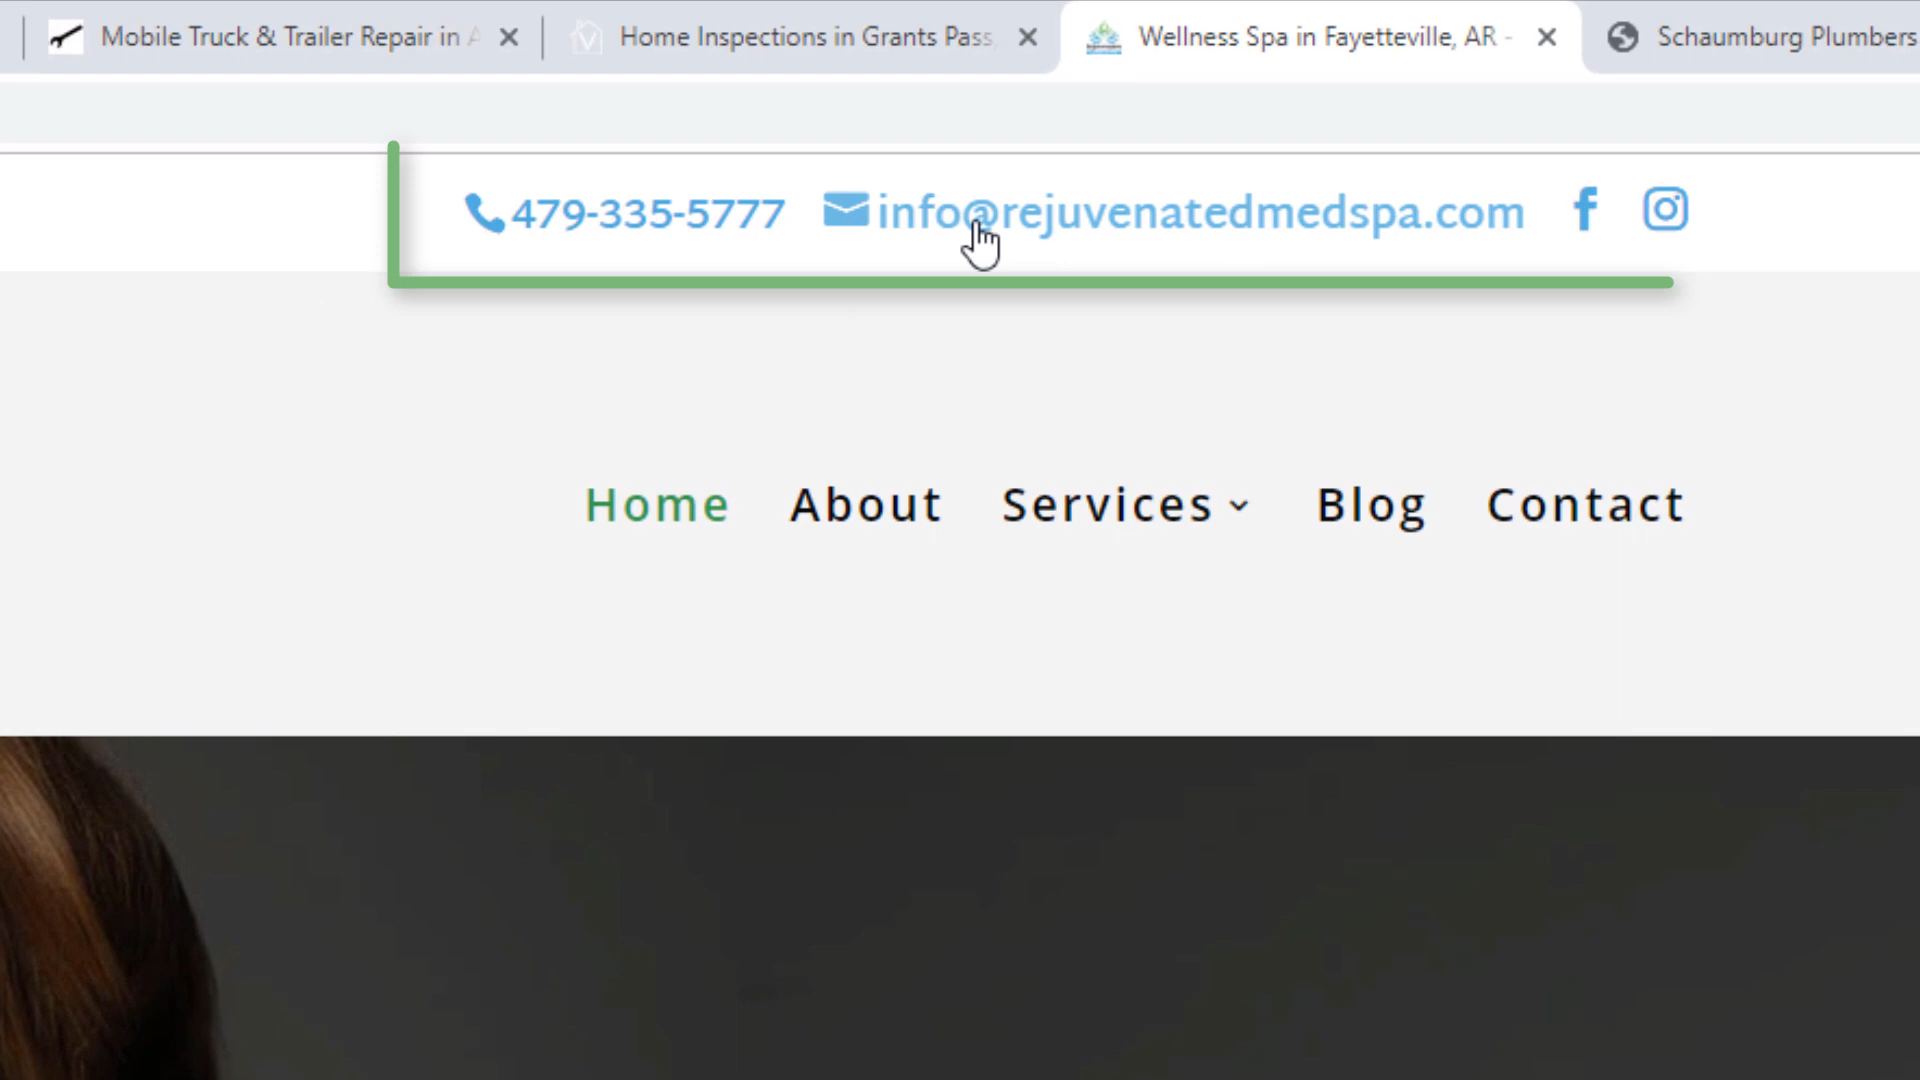 Mobile Truck & Trailer Repair in A
Home Inspections in Grants Pass,
Wellness Spa in Fayetteville, AR -
Schaumburg Plumbers
479-335-5777 info@rejuvenatedmedspa.com
Home About Services Blog Contact